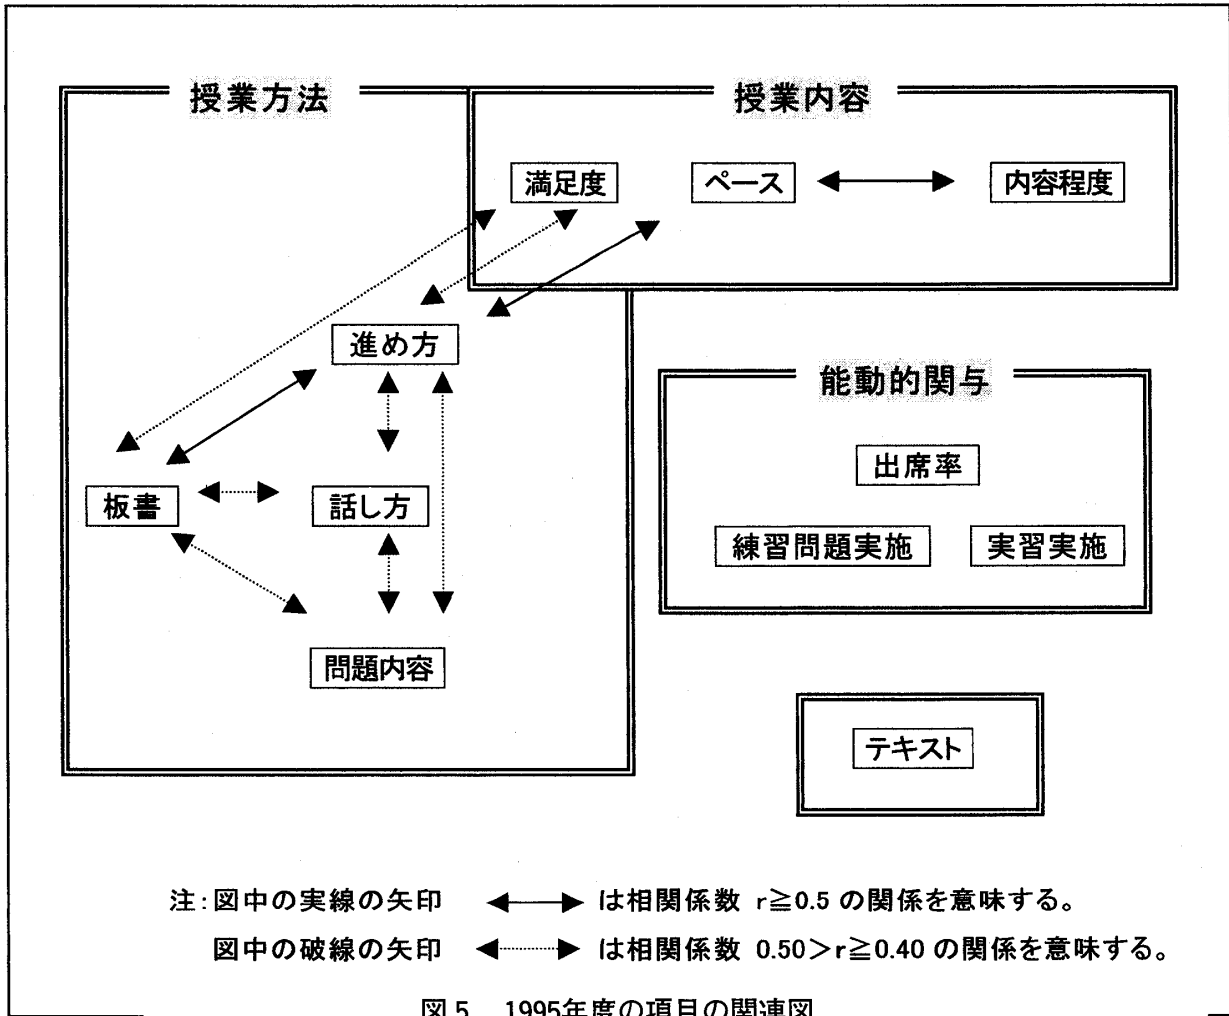 授業方法
授業内容
満足度
ペース
内容程度
進め方
能動的関与
出席率
板書
話し方
練習問題実施
実習実施
問題内容
テキスト
注:図中の実線の矢印 は相関係数 r≧0.5 の関係を意味する。
図中の破線の矢印 は相関係数 0.50>r≧0.40 の関係を意味する。
図5 1995年度の項目の関連図